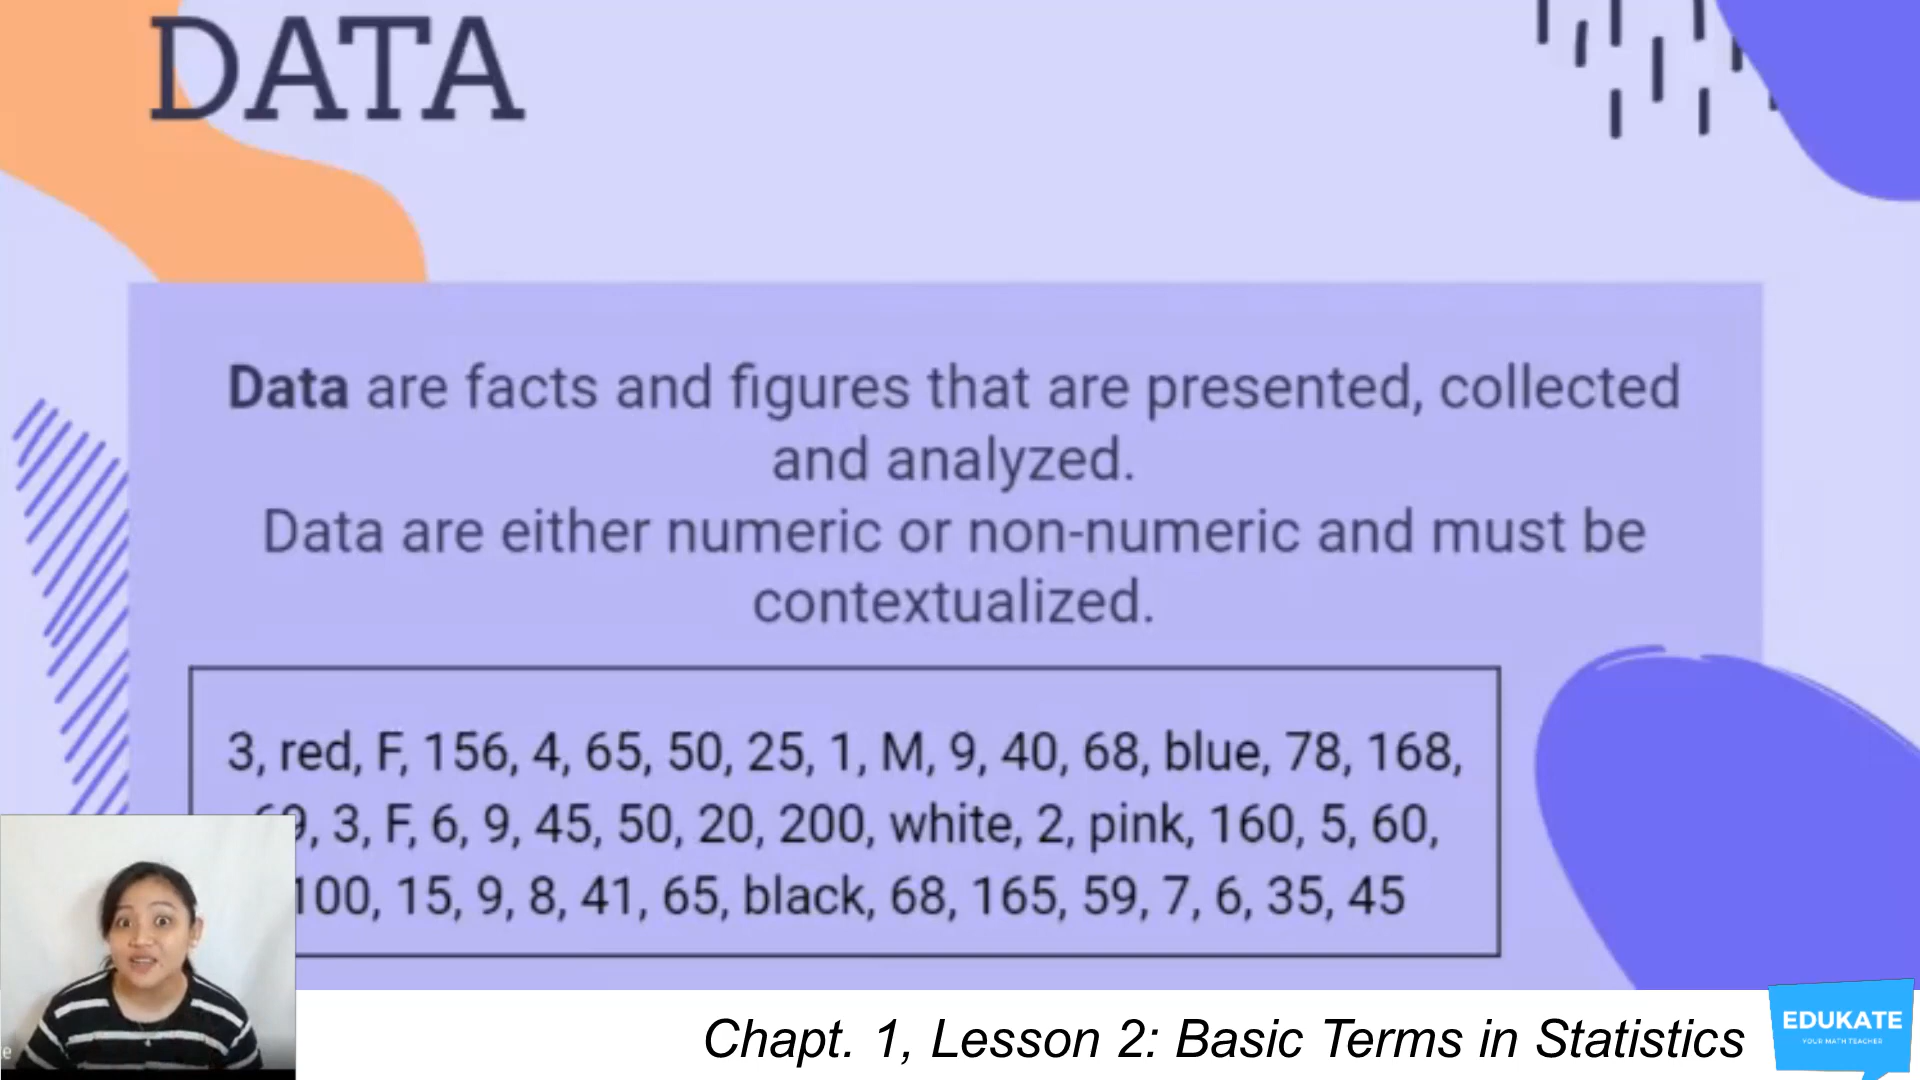 DATA
Data are facts and figures that are presented, collected
and analyzed.
Data are either numeric or non-numeric and must be
contextualized.
3, red, F, 156, 4, 65, 50, 25, 1, M, 9, 40, 68, blue, 78, 168,
3, F, 6, 9, 45, 50, 20, 200, white, 2, pink, 160, 5, 60,
100, 15, 9, 8, 41, 65, black, 68, 165, 59, 7, 6, 35, 45
Chapt. 1, Lesson 2: Basic Terms in Statistics
EDUKATE
YOUR MATH TEACHER